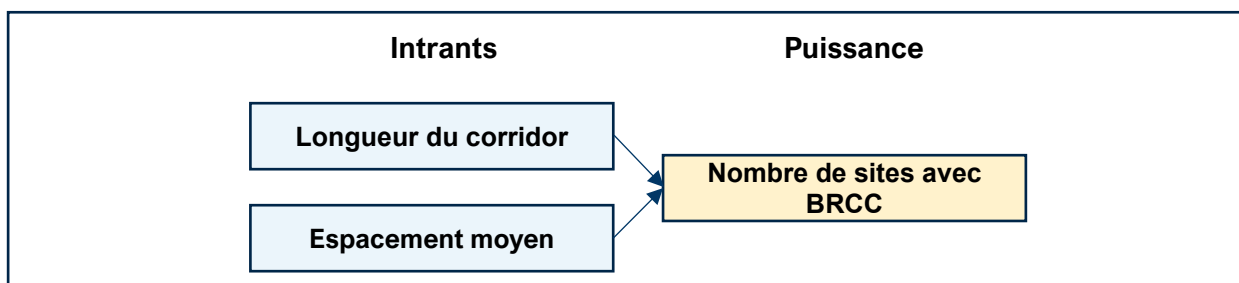 Intrants
Puissance
Longueur du corridor
Nombre de sites avec
BRCC
Espacement moyen